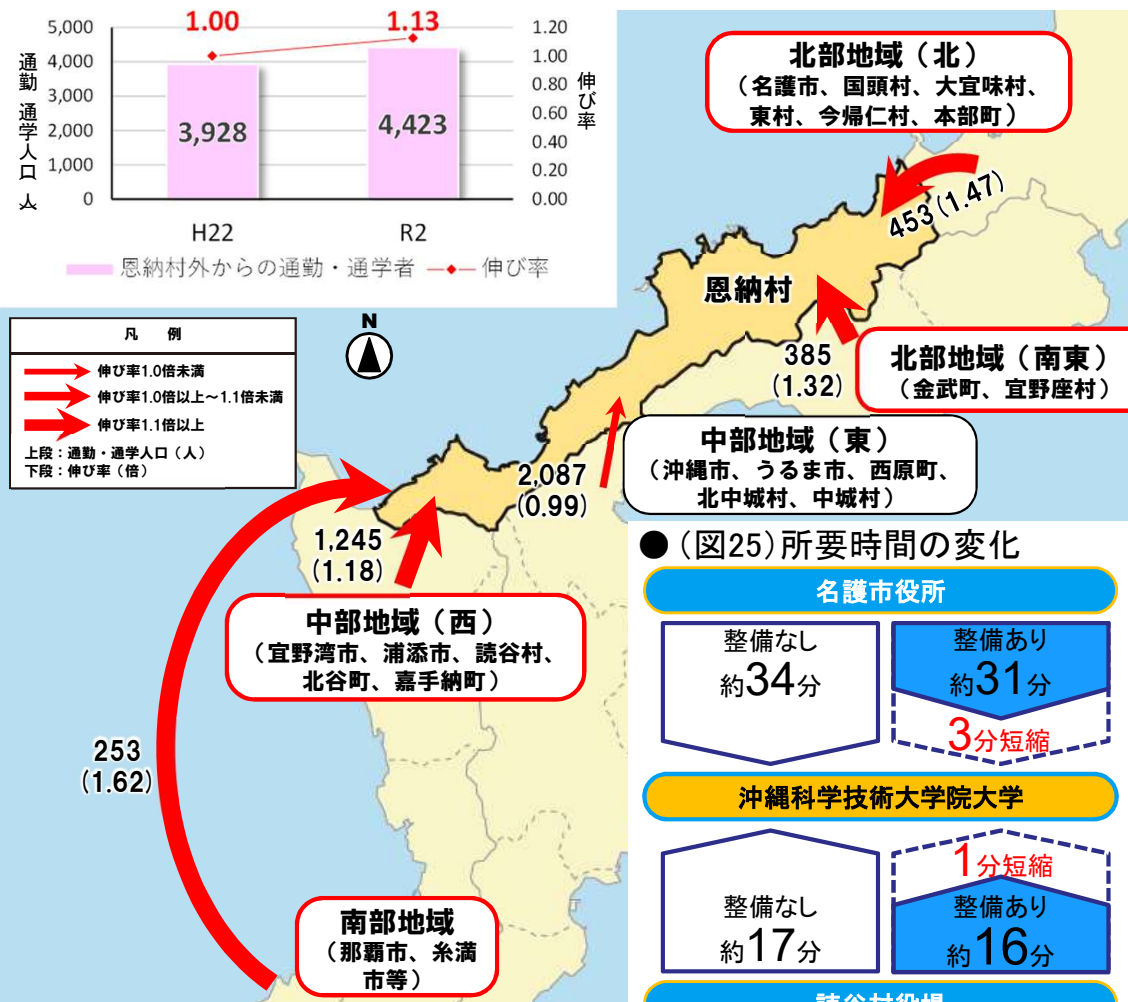 5,000
4,000
3,000
2,000
1,000
0
通勤 通学人口 人
1.00
1.13
3,928
4,423
H22
R2
1.20
1.00
0.80
0.60
0.40
0.20
0.00
伸び率
恩納村外からの通勤・通学者
伸び率
北部地域（北）
（名護市、国頭村、大宜味村、
東村、今帰仁村、本部町）
453(1.47)
恩納村
N
凡　例
伸び率1.0倍未満
伸び率1.0倍以上～1.1倍未満
伸び率1.1倍以上
上段：通勤・通学人口（人）
下段：伸び率（倍）
385
(1.32)
北部地域（南東）
（金武町、宜野座村）
中部地域（東）
（沖縄市、うるま市、西原町、
北中城村、中城村）
2,087
(0.99)
1,245
(1.18)
中部地域（西）
（宜野湾市、浦添市、読谷村、
北谷町、嘉手納町）
253
(1.62)
南部地域
（那覇市、糸満
市等）
●（図25）所要時間の変化
名護市役所
整備なし
約34分
整備あり
約31分
3分短縮
沖縄科学技術大学院大学
1分短縮
整備なし
約17分
整備あり
約16分
読谷村役場